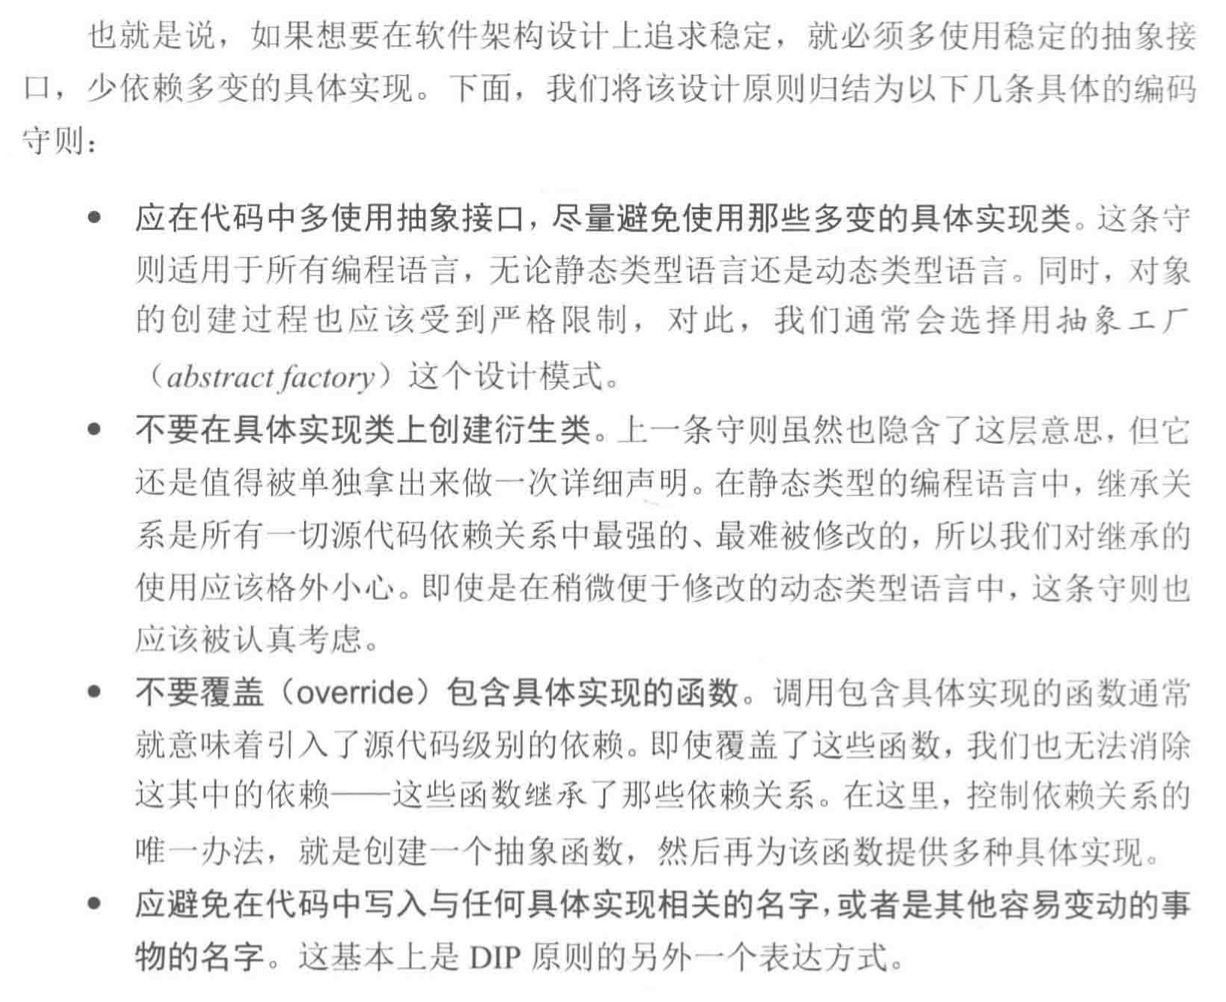 也就是说，如果想要在软件架构设计上追求稳定，就必须多使用稳定的抽象接
口，少依赖多变的具体实现。下面，我们将该设计原则归结为以下几条具体的编码
守则：
● 应在代码中多使用抽象接口，尽量避免使用那些多变的具体实现类。这条守
则适用于所有编程语言，无论静态类型语言还是动态类型语言。同时，对象
的创建过程也应该受到严格限制，对此，我们通常会选择用抽象工厂
（abstract factory）这个设计模式。
● 不要在具体实现类上创建衍生类。上一条守则虽然也隐含了这层意思，但它
还是值得被单独拿出来做一次详细声明。在静态类型的编程语言中，继承关
系是所有一切源代码依赖关系中最强的、最难被修改的，所以我们对继承的
使用应该格外小心。即使是在稍微便于修改的动态类型语言中，这条守则也
应该被认真考虑。
● 不要覆盖（override）包含具体实现的函数。调用包含具体实现的函数通常
就意味着引入了源代码级别的依赖。即使覆盖了这些函数，我们也无法消除
这其中的依赖——这些函数继承了那些依赖关系。在这里，控制依赖关系的
唯一办法，就是创建一个抽象函数，然后再为该函数提供多种具体实现。
● 应避免在代码中写入与任何具体实现相关的名字，或者是其他容易变动的事
物的名字。这基本上是 DIP 原则的另外一个表达方式。